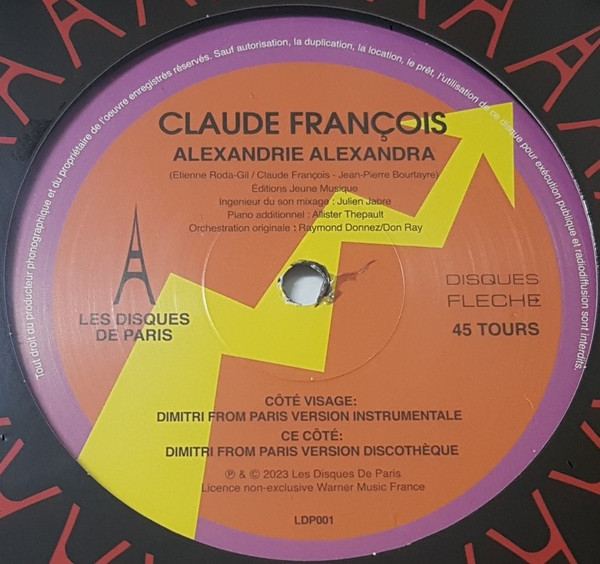 Tout droit du producteur phonographique et du propriétaire de l'oeuvre enregistrés réservés. Sauf autorisation, la duplication, la location, le prêt, l'utilisation de ce disque pour exécution publique et radiodiffusion sont interdits.
CLAUDE FRANÇOIS
ALEXANDRIE ALEXANDRA
(Etienne Roda-Gil / Claude François - Jean-Pierre Bourtayre)
Éditions Jeune Musique
Ingenieur du son mixage : Julien Jabre
Piano additionnel : Allister Thepault
Orchestration originale : Raymond Donnez/Don Ray
LES DISQUES
DE PARIS
DISQUES
FLECHE
45 TOURS
CÔTÉ VISAGE:
DIMITRI FROM PARIS VERSION INSTRUMENTALE
CE CÔTÉ:
DIMITRI FROM PARIS VERSION DISCOTHÈQUE
℗ & © 2023 Les Disques De Paris
Licence non-exclusive Warner Music France
LDP001